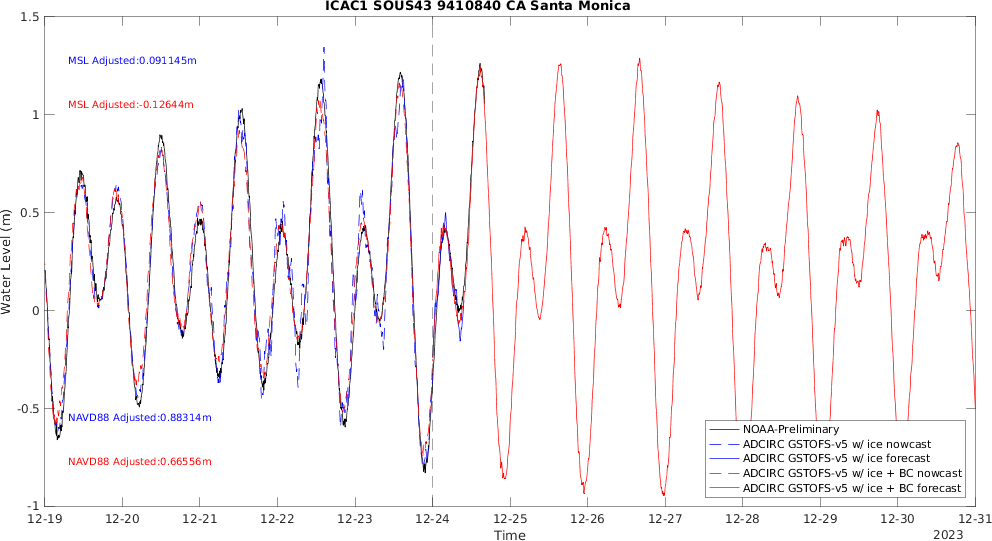 ICAC1 SOUS43 9410840 CA Santa Monica
1.5
MSL Adjusted:0.091145m
MSL Adjusted:-0.12644m
1
0.5
Water Level (m)
0
-0.5
NAVD88 Adjusted:0.88314m
NAVD88 Adjusted:0.66556m
-1
NOAA-Preliminary
ADCIRC GSTOFS-v5 w/ ice nowcast
ADCIRC GSTOFS-v5 w/ ice forecast
ADCIRC GSTOFS-v5 w/ ice + BC nowcast
ADCIRC GSTOFS-v5 w/ ice + BC forecast
12-19 12-20 12-21 12-22 12-23 12-24 12-25 12-26 12-27 12-28 12-29 12-30 12-31
Time
2023